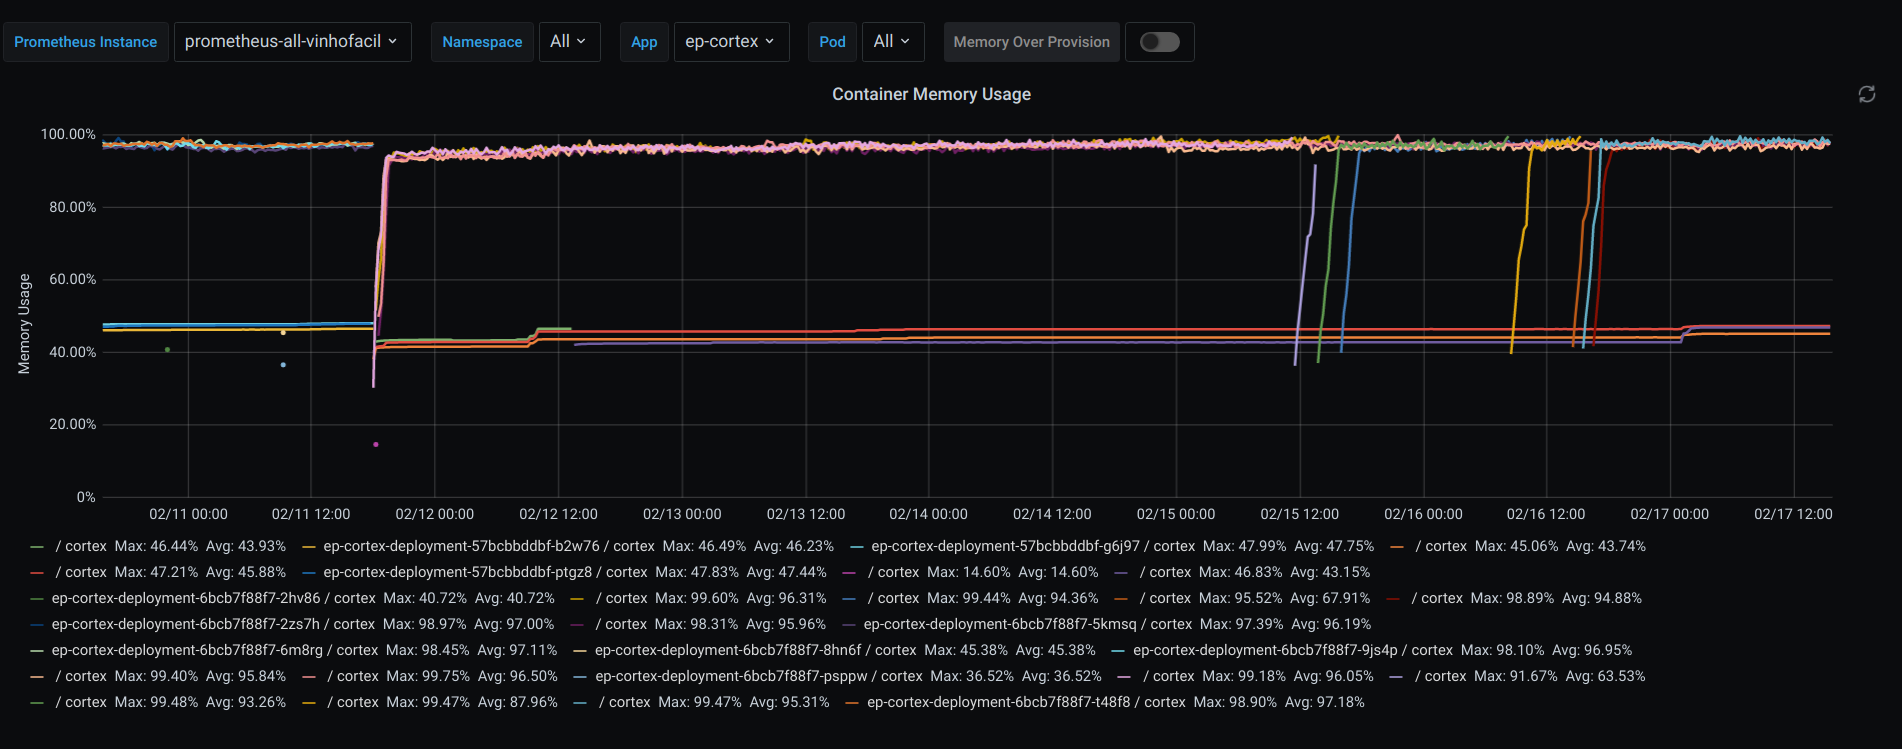 Prometheus Instance prometheus-all-vinhofacil Namespace All App ep-cortex Pod All Memory Over Provision
Container Memory Usage
Memory Usage
100.00%
80.00%
60.00%
40.00%
20.00%
0%
02/11 00:00 02/11 12:00 02/12 00:00 02/12 12:00 02/13 00:00 02/13 12:00 02/14 00:00 02/14 12:00 02/15 00:00 02/15 12:00 02/16 00:00 02/16 12:00 02/17 00:00 02/17 12:00
/ cortex Max: 46.44% Avg: 43.93% ep-cortex-deployment-57bcbbddbf-b2w76 / cortex Max: 46.49% Avg: 46.23% ep-cortex-deployment-57bcbbddbf-g6j97 / cortex Max: 47.99% Avg: 47.75% / cortex Max: 45.06% Avg: 43.74%
/ cortex Max: 47.21% Avg: 45.88% ep-cortex-deployment-57bcbbddbf-ptgz8 / cortex Max: 47.83% Avg: 47.44% / cortex Max: 14.60% Avg: 14.60% / cortex Max: 46.83% Avg: 43.15%
ep-cortex-deployment-6bcb7f88f7-2hv86 / cortex Max: 40.72% Avg: 40.72% / cortex Max: 99.60% Avg: 96.31% / cortex Max: 99.44% Avg: 94.36% / cortex Max: 95.52% Avg: 67.91% / cortex Max: 98.89% Avg: 94.88%
ep-cortex-deployment-6bcb7f88f7-2zs7h / cortex Max: 98.97% Avg: 97.00% / cortex Max: 98.31% Avg: 95.96% ep-cortex-deployment-6bcb7f88f7-5kmsq / cortex Max: 97.39% Avg: 96.19%
ep-cortex-deployment-6bcb7f88f7-6m8rg / cortex Max: 98.45% Avg: 97.11% ep-cortex-deployment-6bcb7f88f7-8hn6f / cortex Max: 45.38% Avg: 45.38% ep-cortex-deployment-6bcb7f88f7-9js4p / cortex Max: 98.10% Avg: 96.95%
/ cortex Max: 99.40% Avg: 95.84% / cortex Max: 99.75% Avg: 96.50% ep-cortex-deployment-6bcb7f88f7-psppw / cortex Max: 36.52% Avg: 36.52% / cortex Max: 99.18% Avg: 96.05% / cortex Max: 91.67% Avg: 63.53%
/ cortex Max: 99.48% Avg: 93.26% / cortex Max: 99.47% Avg: 87.96% / cortex Max: 99.47% Avg: 95.31% ep-cortex-deployment-6bcb7f88f7-t48f8 / cortex Max: 98.90% Avg: 97.18%